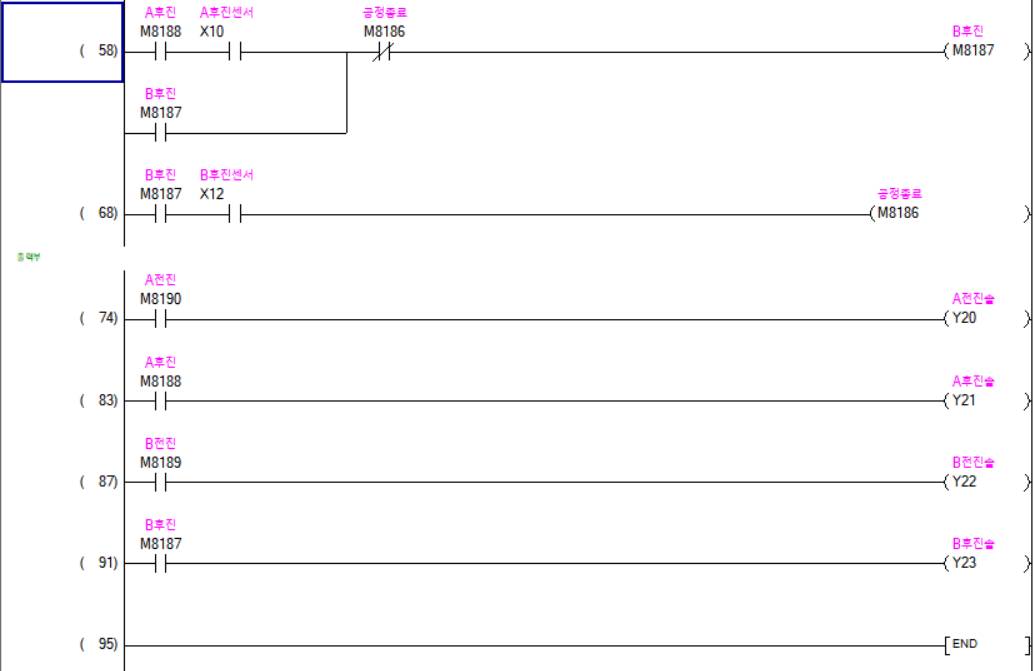 A후진 A후진센서 공정종료
M8188 X10 M8186 B후진
( 58) M8187
B후진
M8187
B후진 B후진센서
M8187 X12 공정종료
( 68) M8186
출력부
A전진
M8190 A전진솔
( 74) Y20
A후진
M8188 A후진솔
( 83) Y21
B전진
M8189 B전진솔
( 87) Y22
B후진
M8187 B후진솔
( 91) Y23
( 95) END